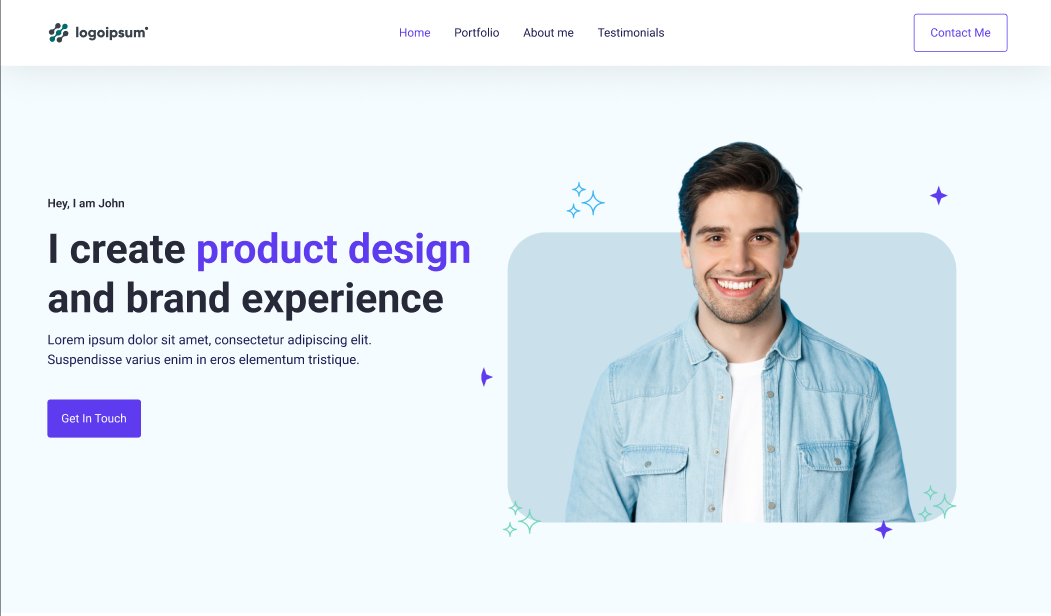 logoipsum
Home
Portfolio
About me
Testimonials
Contact Me
Hey, I am John
I create product design
and brand experience
Lorem ipsum dolor sit amet, consectetur adipiscing elit.
Suspendisse varius enim in eros elementum tristique.
Get In Touch